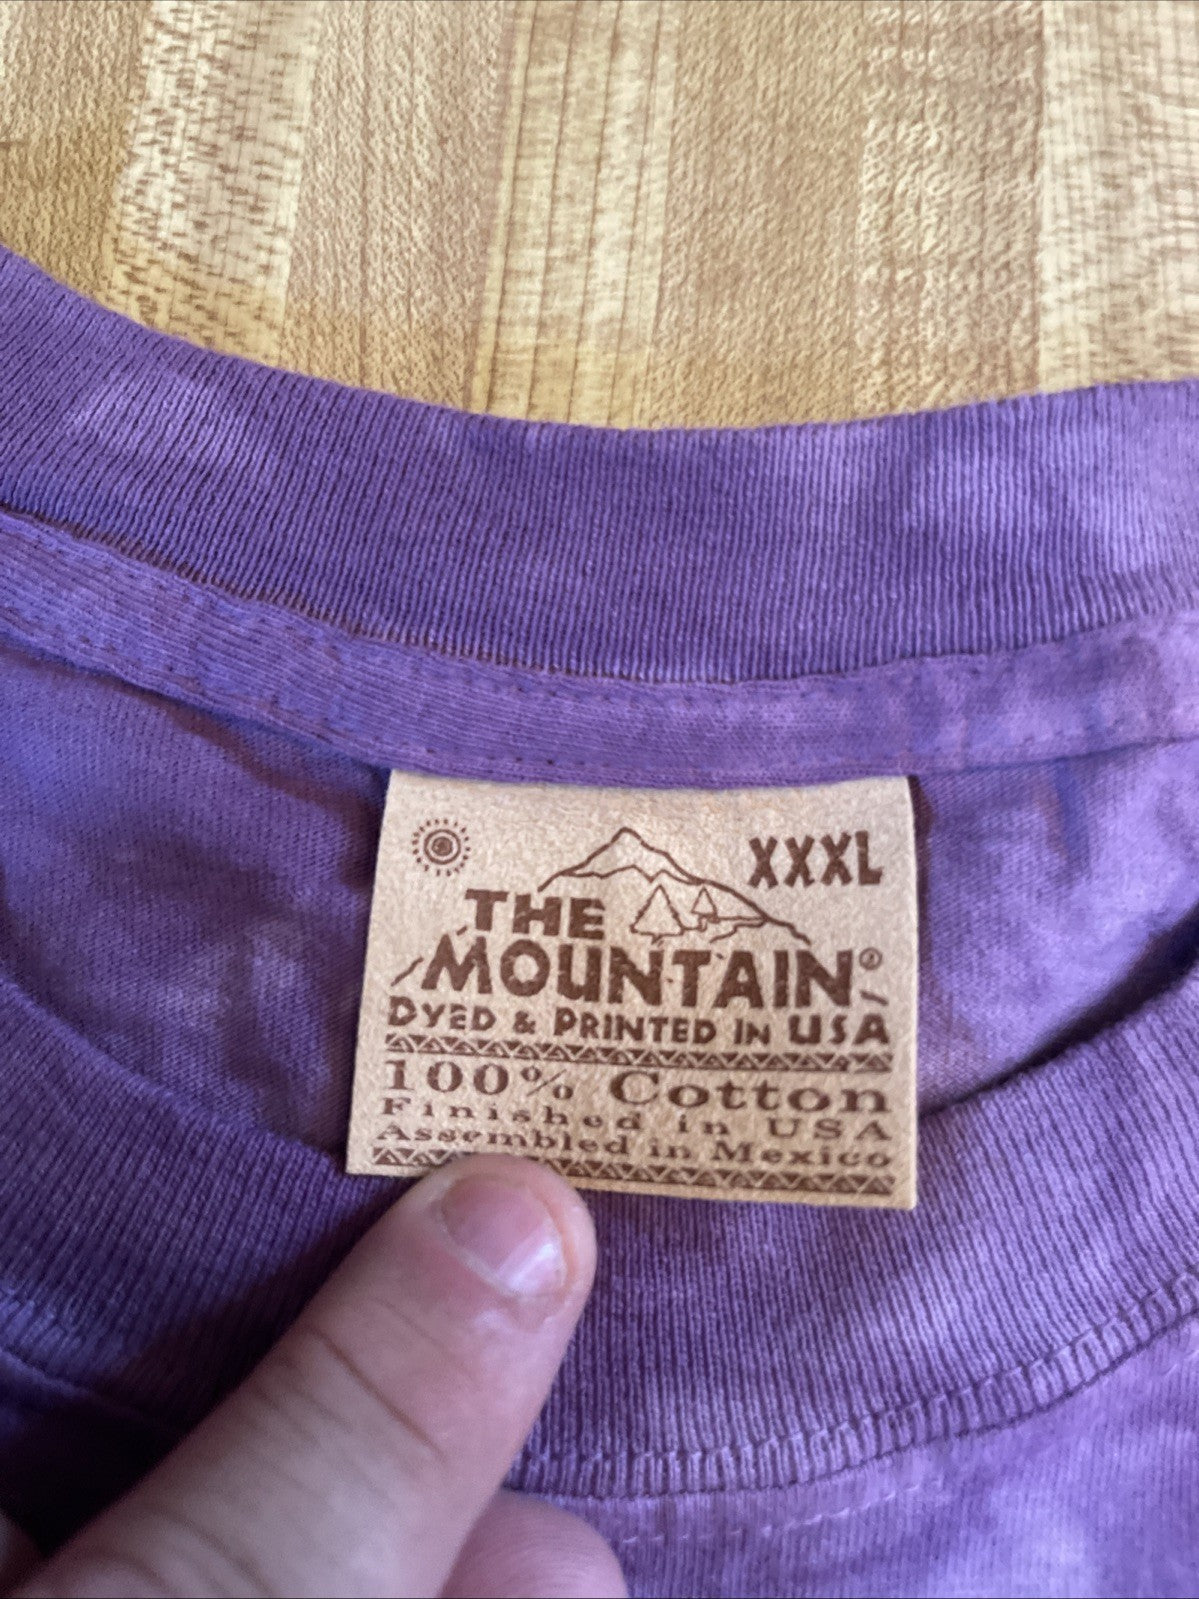 XXXL
THE
MOUNTAIN®
DYED & PRINTED IN USA
100% Cotton
Finished in USA
Assembled in Mexico